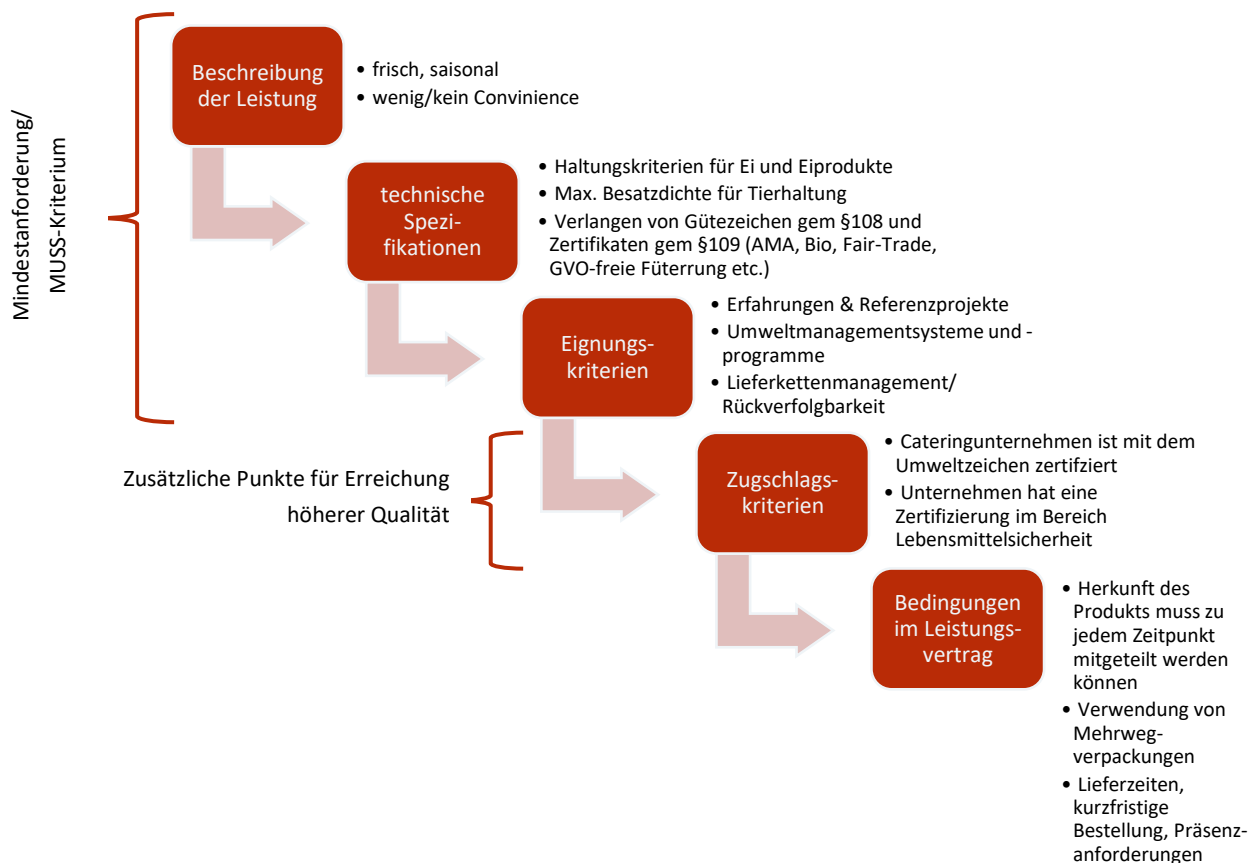 Mindestanforderung/
MUSS-Kriterium
Beschreibung
der Leistung
• frisch, saisonal
• wenig/kein Convinience
technische
Spezi-
fikationen
• Haltungskriterien für Ei und Eiprodukte
• Max. Besatzdichte für Tierhaltung
• Verlangen von Gütezeichen gem §108 und
Zertifikaten gem §109 (AMA, Bio, Fair-Trade,
GVO-freie Füterrung etc.)
Eignungs-
kriterien
• Erfahrungen & Referenzprojekte
• Umweltmanagementsysteme und -
programme
• Lieferkettenmanagement/
Rückverfolgbarkeit
Zusätzliche Punkte für Erreichung
höherer Qualität
Zugschlags-
kriterien
• Cateringunternehmen ist mit dem
Umweltzeichen zertifziert
• Unternehmen hat eine
Zertifizierung im Bereich
Lebensmittelsicherheit
Bedingungen
im Leistungs-
vertrag
• Herkunft des
Produkts muss zu
jedem Zeitpunkt
mitgeteilt werden
können
• Verwendung von
Mehrweg-
verpackungen
• Lieferzeiten,
kurzfristige
Bestellung, Präsenz-
anforderungen